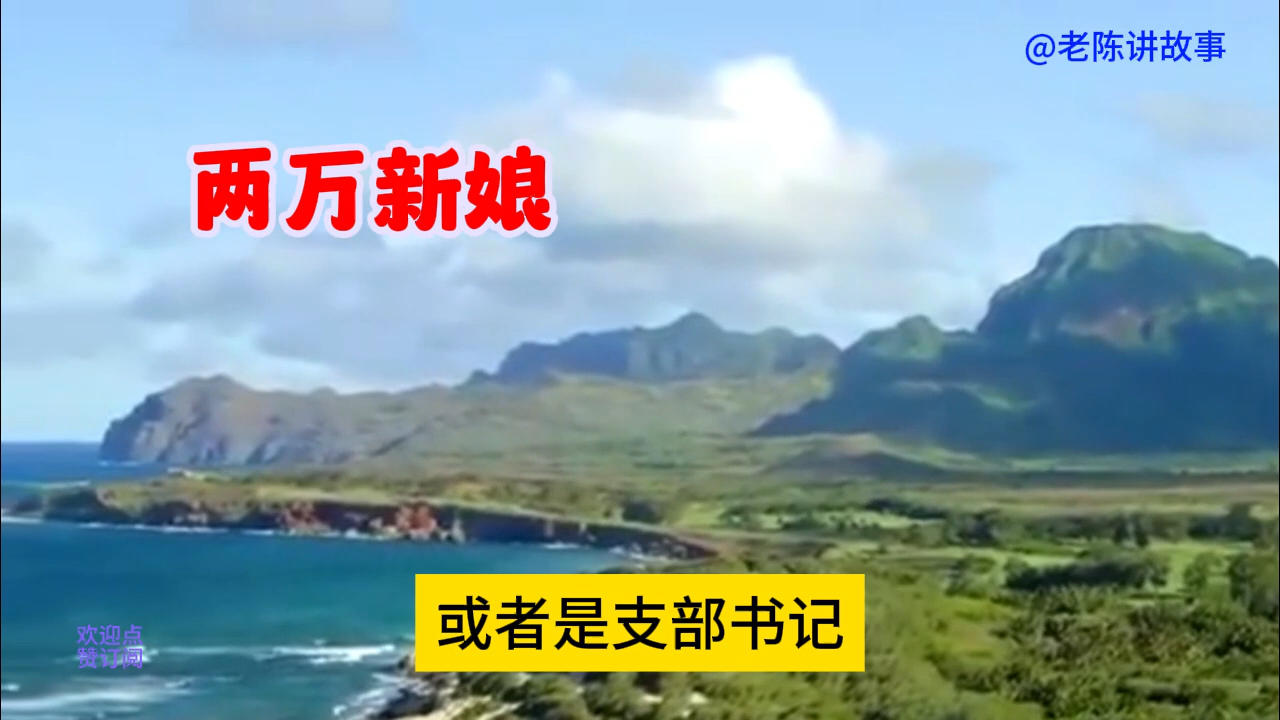 @老陈讲故事
两万新娘
或者是支部书记
欢迎点
赞订阅